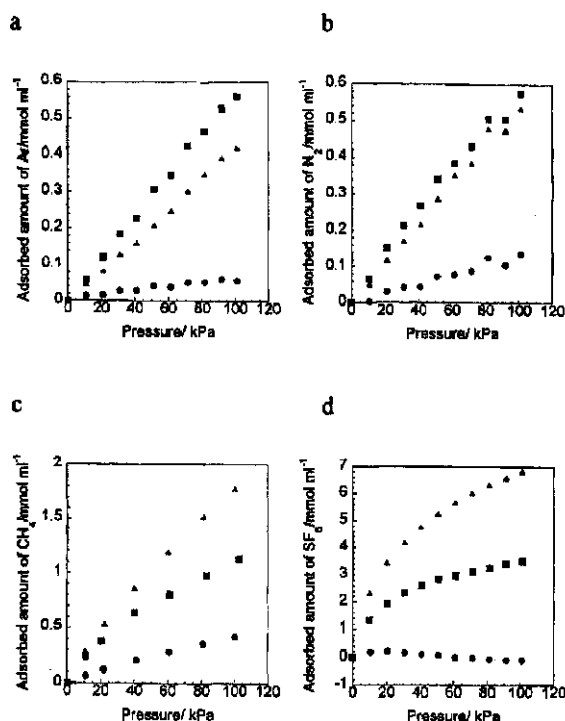 a
b
0.6
0.5
0.4
0.3
0.2
0.1
0
Adsorbed amount of Ar/mmol ml-1
0 20 40 60 80 100 120
Pressure/ kPa
0.6
0.5
0.4
0.3
0.2
0.1
0
Adsorbed amount of N2/mmol ml-1
0 20 40 60 80 100 120
Pressure/ kPa
c
d
2
1.5
1
0.5
0
Adsorbed amount of CH4/mmol ml-1
0 20 40 60 80 100 120
Pressure/ kPa
7
6
5
4
3
2
1
0
-1
Adsorbed amount of SF6/mmol ml-1
0 20 40 60 80 100 120
Pressure/ kPa